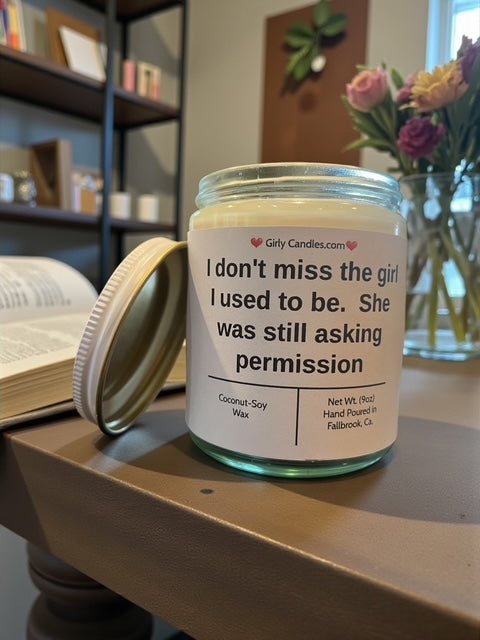 Girly Candles.com
I don't miss the girl
I used to be. She
was still asking
permission
Coconut-Soy
Wax
Net Wt. (9oz)
Hand Poured in
Fallbrook, Ca.